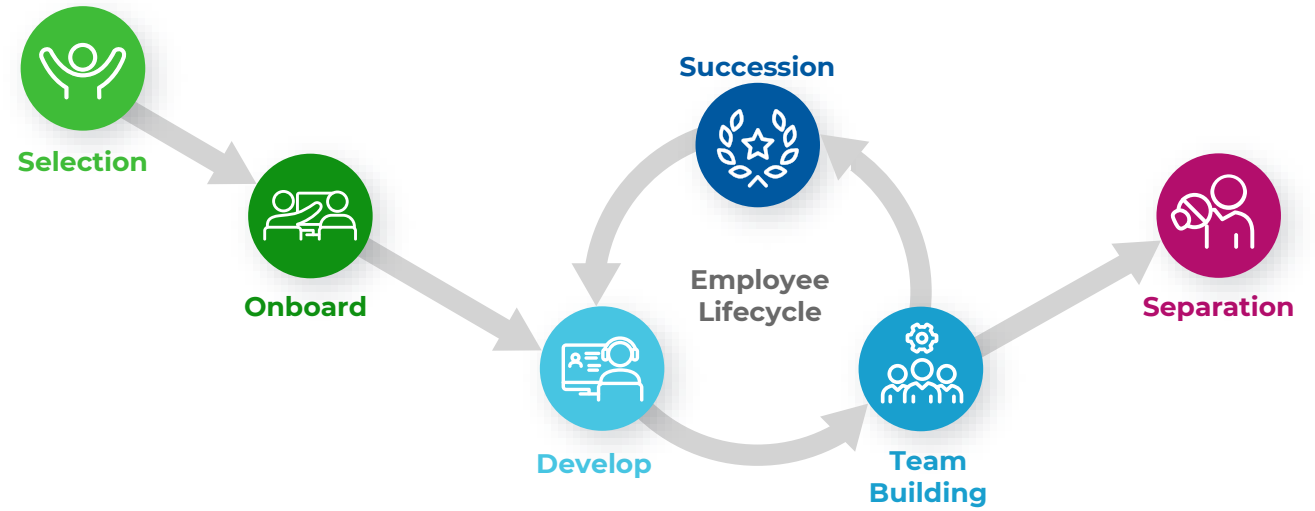 Selection
Onboard
Develop
Team
Building
Succession
Employee
Lifecycle
Separation